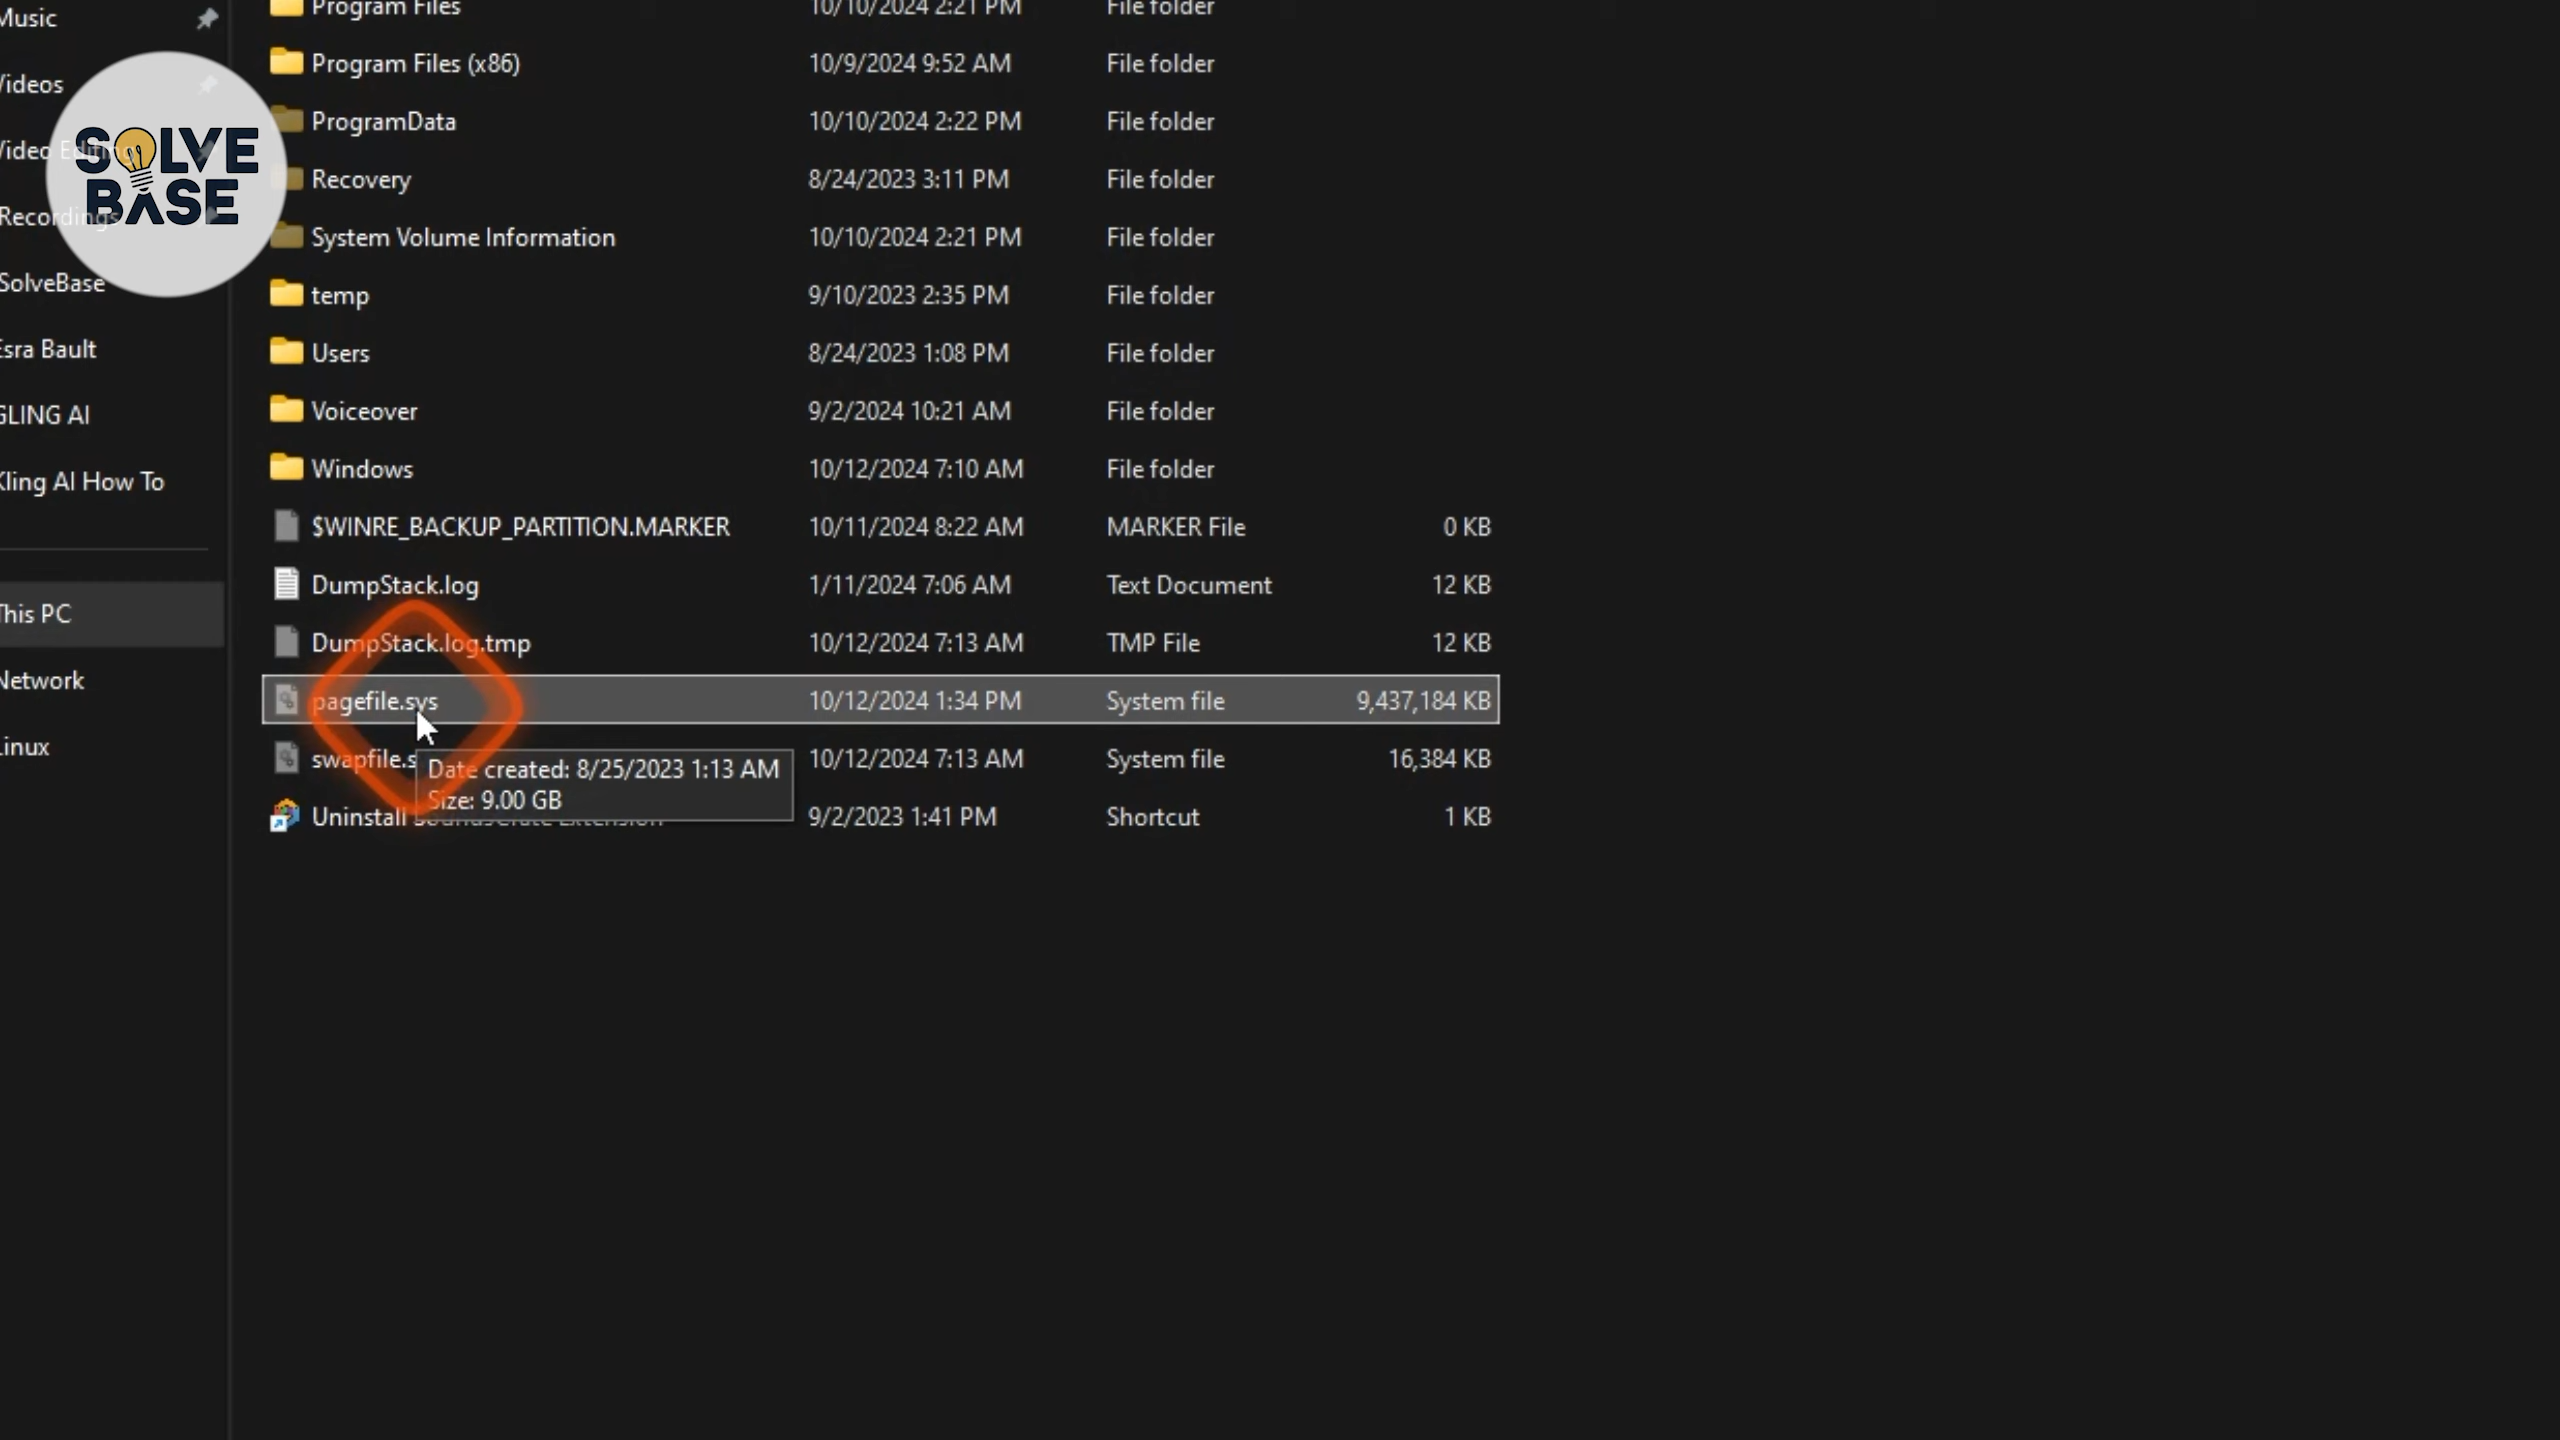 Music
Videos
Video Editing
Recordings
SolveBase
Esra Bault
GLING AI
Kling AI How To
This PC
Network
Linux
SOLVE
BASE
Program Files 10/10/2024 2:21 PM File folder
Program Files (x86) 10/9/2024 9:52 AM File folder
ProgramData 10/10/2024 2:22 PM File folder
Recovery 8/24/2023 3:11 PM File folder
System Volume Information 10/10/2024 2:21 PM File folder
temp 9/10/2023 2:35 PM File folder
Users 8/24/2023 1:08 PM File folder
Voiceover 9/2/2024 10:21 AM File folder
Windows 10/12/2024 7:10 AM File folder
$WINRE_BACKUP_PARTITION.MARKER 10/11/2024 8:22 AM MARKER File 0 KB
DumpStack.log 1/11/2024 7:06 AM Text Document 12 KB
DumpStack.log.tmp 10/12/2024 7:13 AM TMP File 12 KB
pagefile.sys 10/12/2024 1:34 PM System file 9,437,184 KB
swapfile.s 10/12/2024 7:13 AM System file 16,384 KB
Date created: 8/25/2023 1:13 AM
Size: 9.00 GB
Uninstall 9/2/2023 1:41 PM Shortcut 1 KB